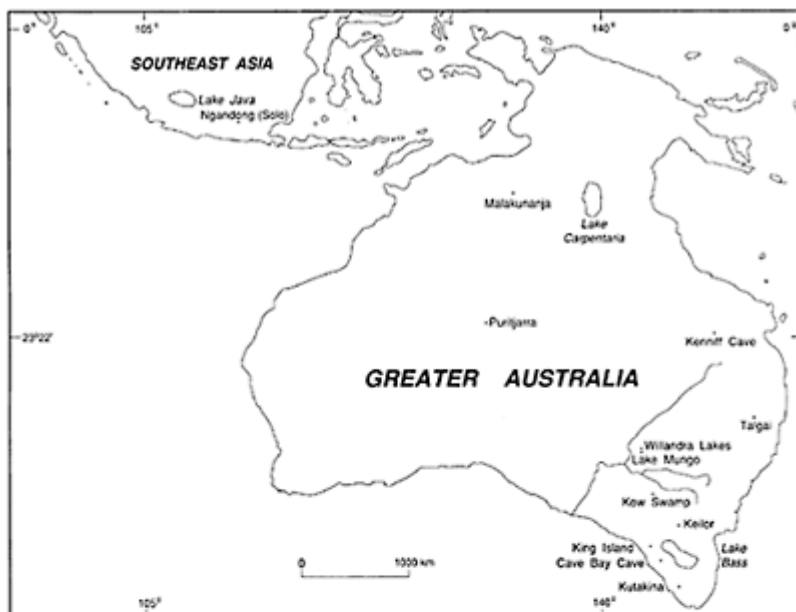 0°
105°
140°
0°
SOUTHEAST ASIA
Lake Java
Ngandong (Solo)
Malakunanja
Lake
Carpentaria
23°22'
Puritjarra
Kenniff Cave
GREATER AUSTRALIA
Talgai
Willandra Lakes
Lake Mungo
Kow Swamp
Keilor
King Island
Cave Bay Cave
Lake
Bass
0
1000 km
Kutakina
105°
140°